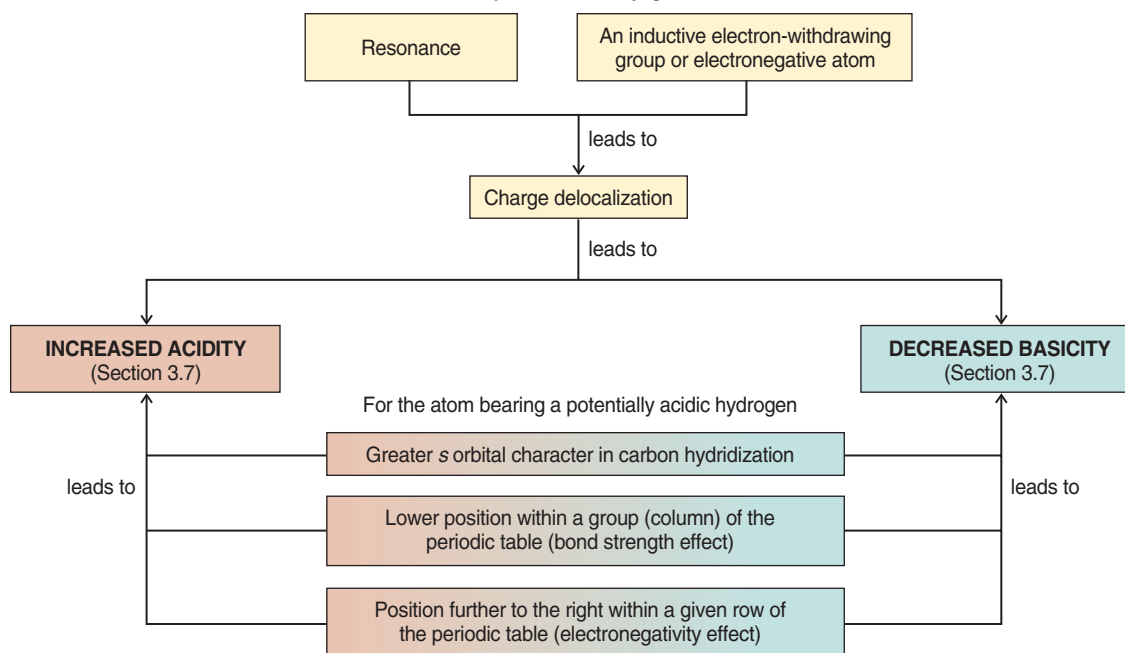 Resonance
An inductive electron-withdrawing
group or electronegative atom
leads to
Charge delocalization
leads to
INCREASED ACIDITY
(Section 3.7)
DECREASED BASICITY
(Section 3.7)
For the atom bearing a potentially acidic hydrogen
Greater s orbital character in carbon hydridization
leads to
leads to
Lower position within a group (column) of the
periodic table (bond strength effect)
Position further to the right within a given row of
the periodic table (electronegativity effect)